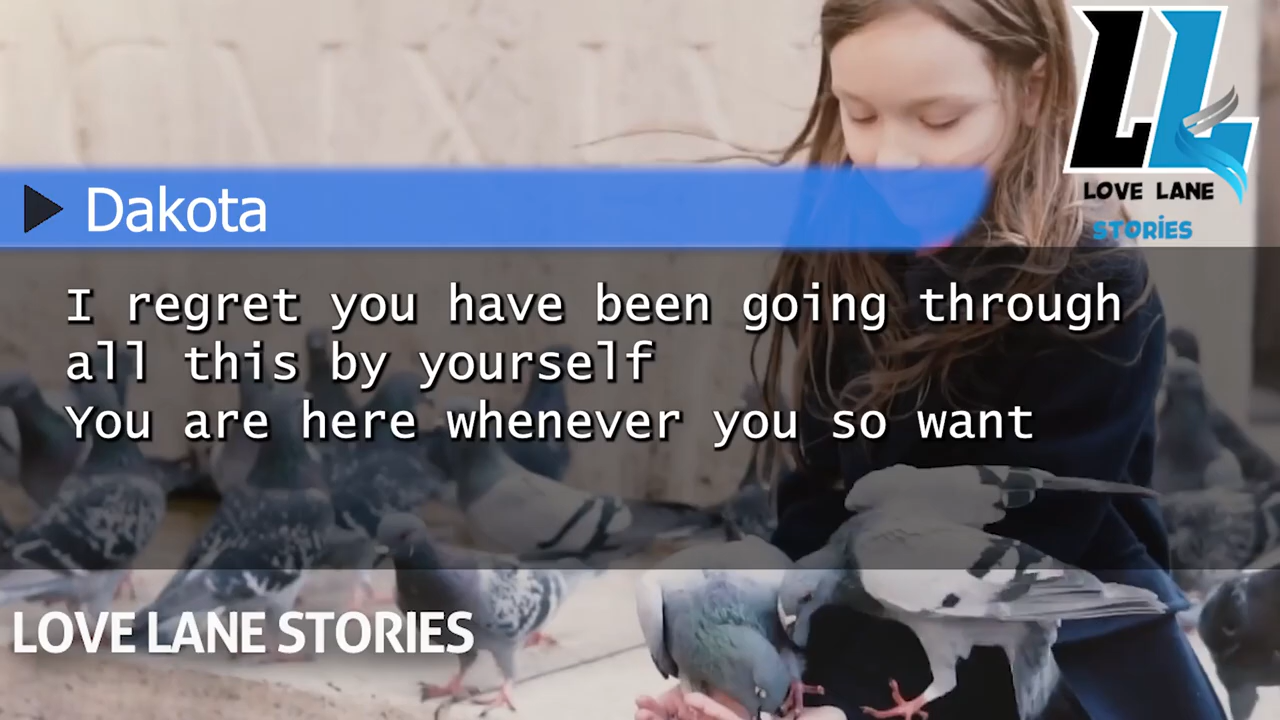 LL
LOVE LANE
STORIES
Dakota
I regret you have been going through
all this by yourself
You are here whenever you so want
LOVE LANE STORIES